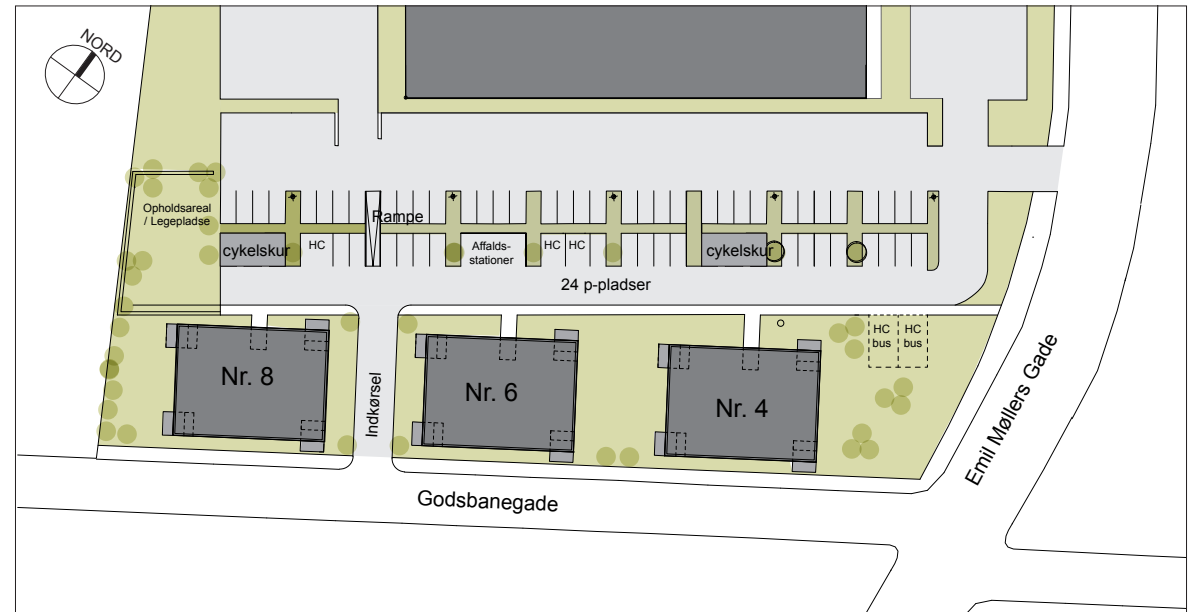 NORD
Opholdsareal
/ Legepladse
Rampe
cykelskur
HC
Affalds-
stationer
HC
HC
cykelskur
24 p-pladser
HC
bus
HC
bus
Nr. 8
Indkørsel
Nr. 6
Nr. 4
Emil Møllers Gade
Godsbanegade